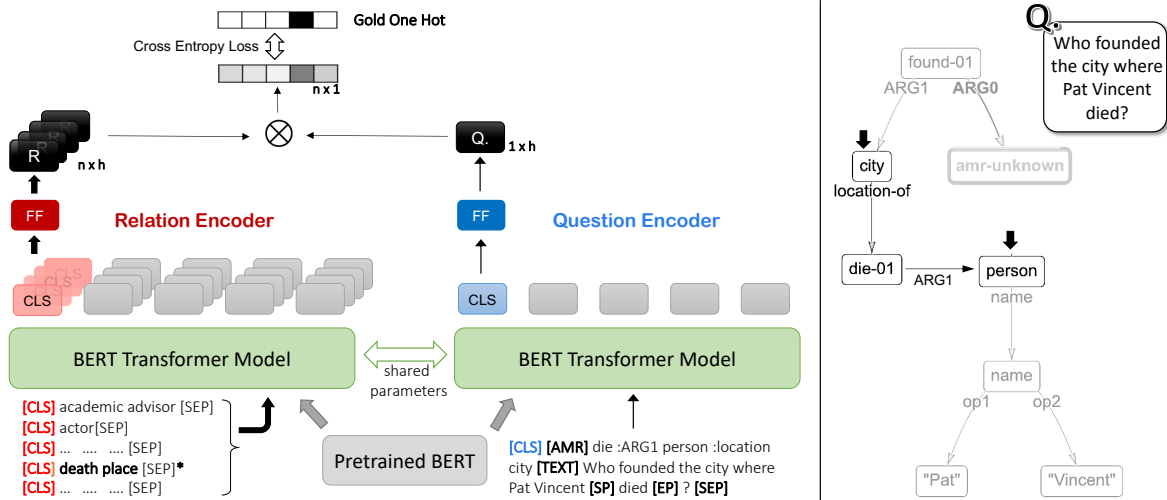 Gold One Hot
Cross Entropy Loss
n x 1
R
R
n x h
Q.
1 x h
FF
Relation Encoder
FF
Question Encoder
CLS
CLS
CLS
CLS
CLS
BERT Transformer Model
shared
parameters
BERT Transformer Model
[CLS] academic advisor [SEP]
[CLS] actor[SEP]
[CLS] ... .... .... [SEP]
[CLS] death place [SEP]*
[CLS] ... .... .... [SEP]
Pretrained BERT
[CLS] [AMR] die :ARG1 person :location
city [TEXT] Who founded the city where
Pat Vincent [SP] died [EP] ? [SEP]
Q.
Who founded
the city where
Pat Vincent
died?
found-01
ARG1
ARG0
city
amr-unknown
location-of
die-01
ARG1
person
name
name
op1
op2
"Pat"
"Vincent"